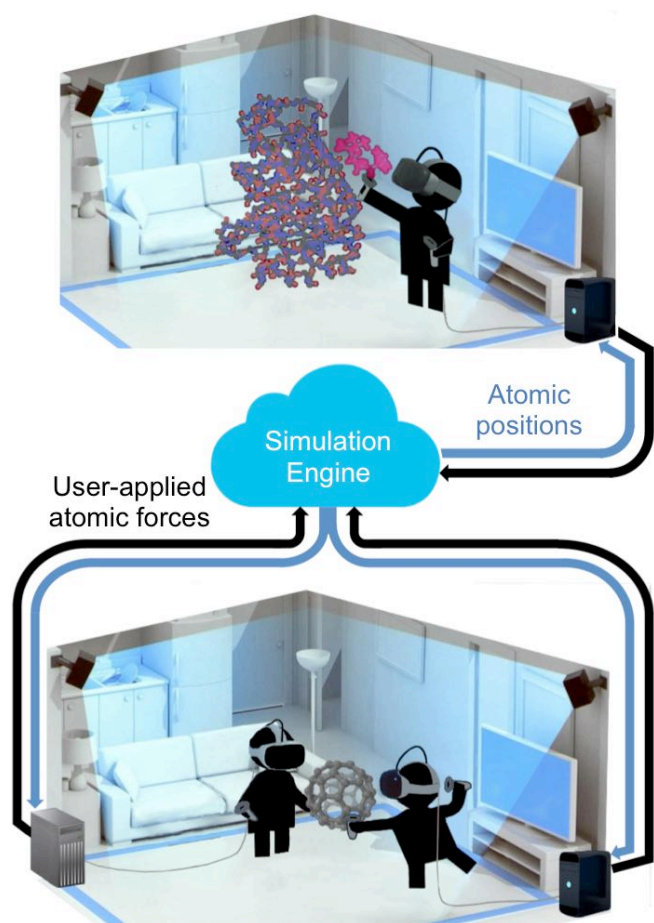 Atomic
positions
Simulation
Engine
User-applied
atomic forces